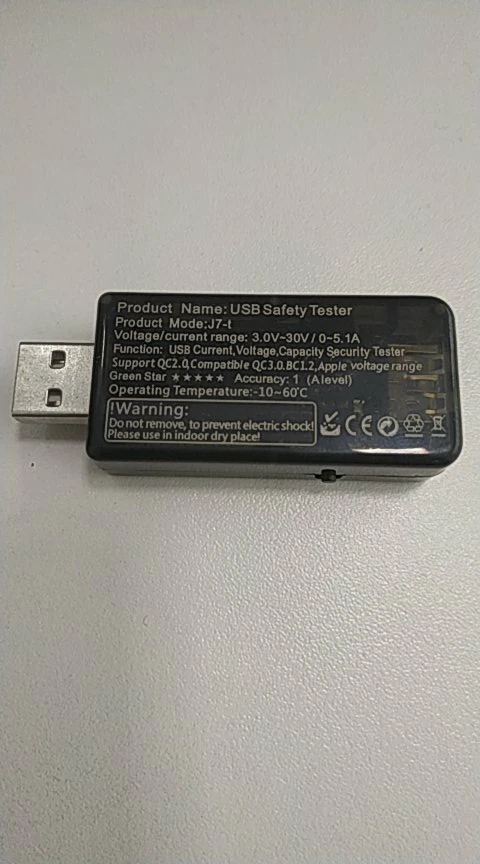 Product Name: USB Safety Tester
Product Mode:J7-t
Voltage/current range: 3.0V~30V / 0~5.1A
Function: USB Current,Voltage,Capacity Security Tester
Support QC2.0,Compatible QC3.0.BC1.2,Apple voltage range
Green Star ★★★★★ Accuracy: 1 (A level)
Operating Temperature:-10~60℃
!Warning:
Do not remove, to prevent electric shock!
Please use in indoor dry place!
CE FC